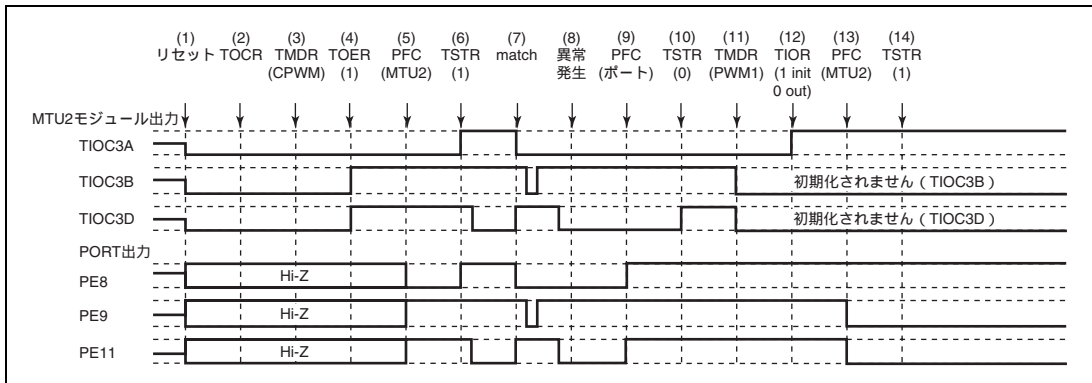 (1) (2) (3) (4) (5) (6) (7) (8) (9) (10) (11) (12) (13) (14)
リセット TOCR TMDR TOER PFC TSTR match 異常 PFC TSTR TMDR TIOR PFC TSTR
(CPWM) (1) (MTU2) (1) 発生 (ポート) (0) (PWM1) (1 init (MTU2) (1)
0 out)
MTU2モジュール出力
TIOC3A
TIOC3B 初期化されません（TIOC3B）
TIOC3D 初期化されません（TIOC3D）
PORT出力
PE8 Hi-Z
PE9 Hi-Z
PE11 Hi-Z